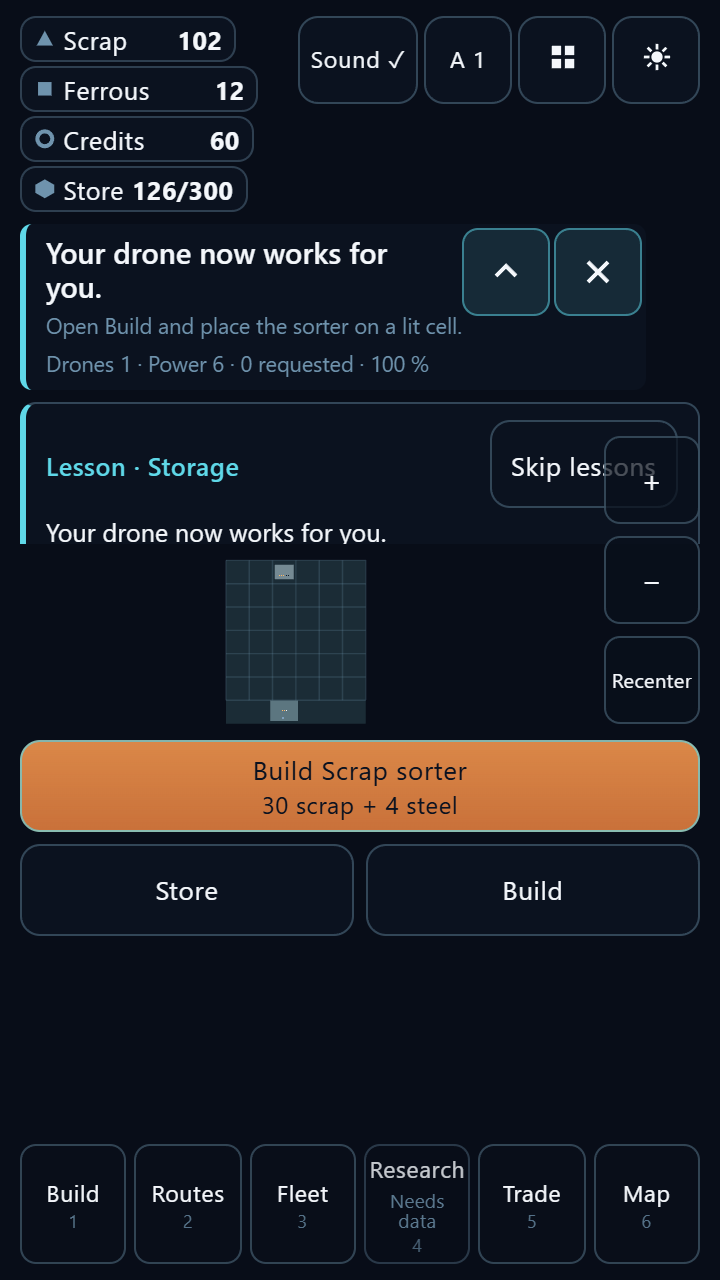 Scrap 102
Sound ✓
A 1
Ferrous 12
Credits 60
Store 126/300
Your drone now works for
you.
Open Build and place the sorter on a lit cell.
Drones 1 · Power 6 · 0 requested · 100 %
Lesson · Storage
Skip lessons
+
Your drone now works for you.
−
Recenter
Build Scrap sorter
30 scrap + 4 steel
Store
Build
Build
1
Routes
2
Fleet
3
Research
Needs
data
4
Trade
5
Map
6